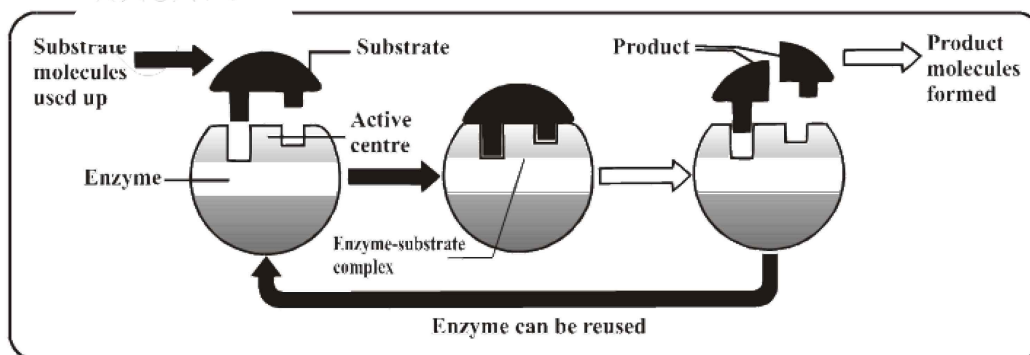 Substrate
molecules
used up
Substrate
Product
Product
molecules
formed
Active
centre
Enzyme
Enzyme-substrate
complex
Enzyme can be reused